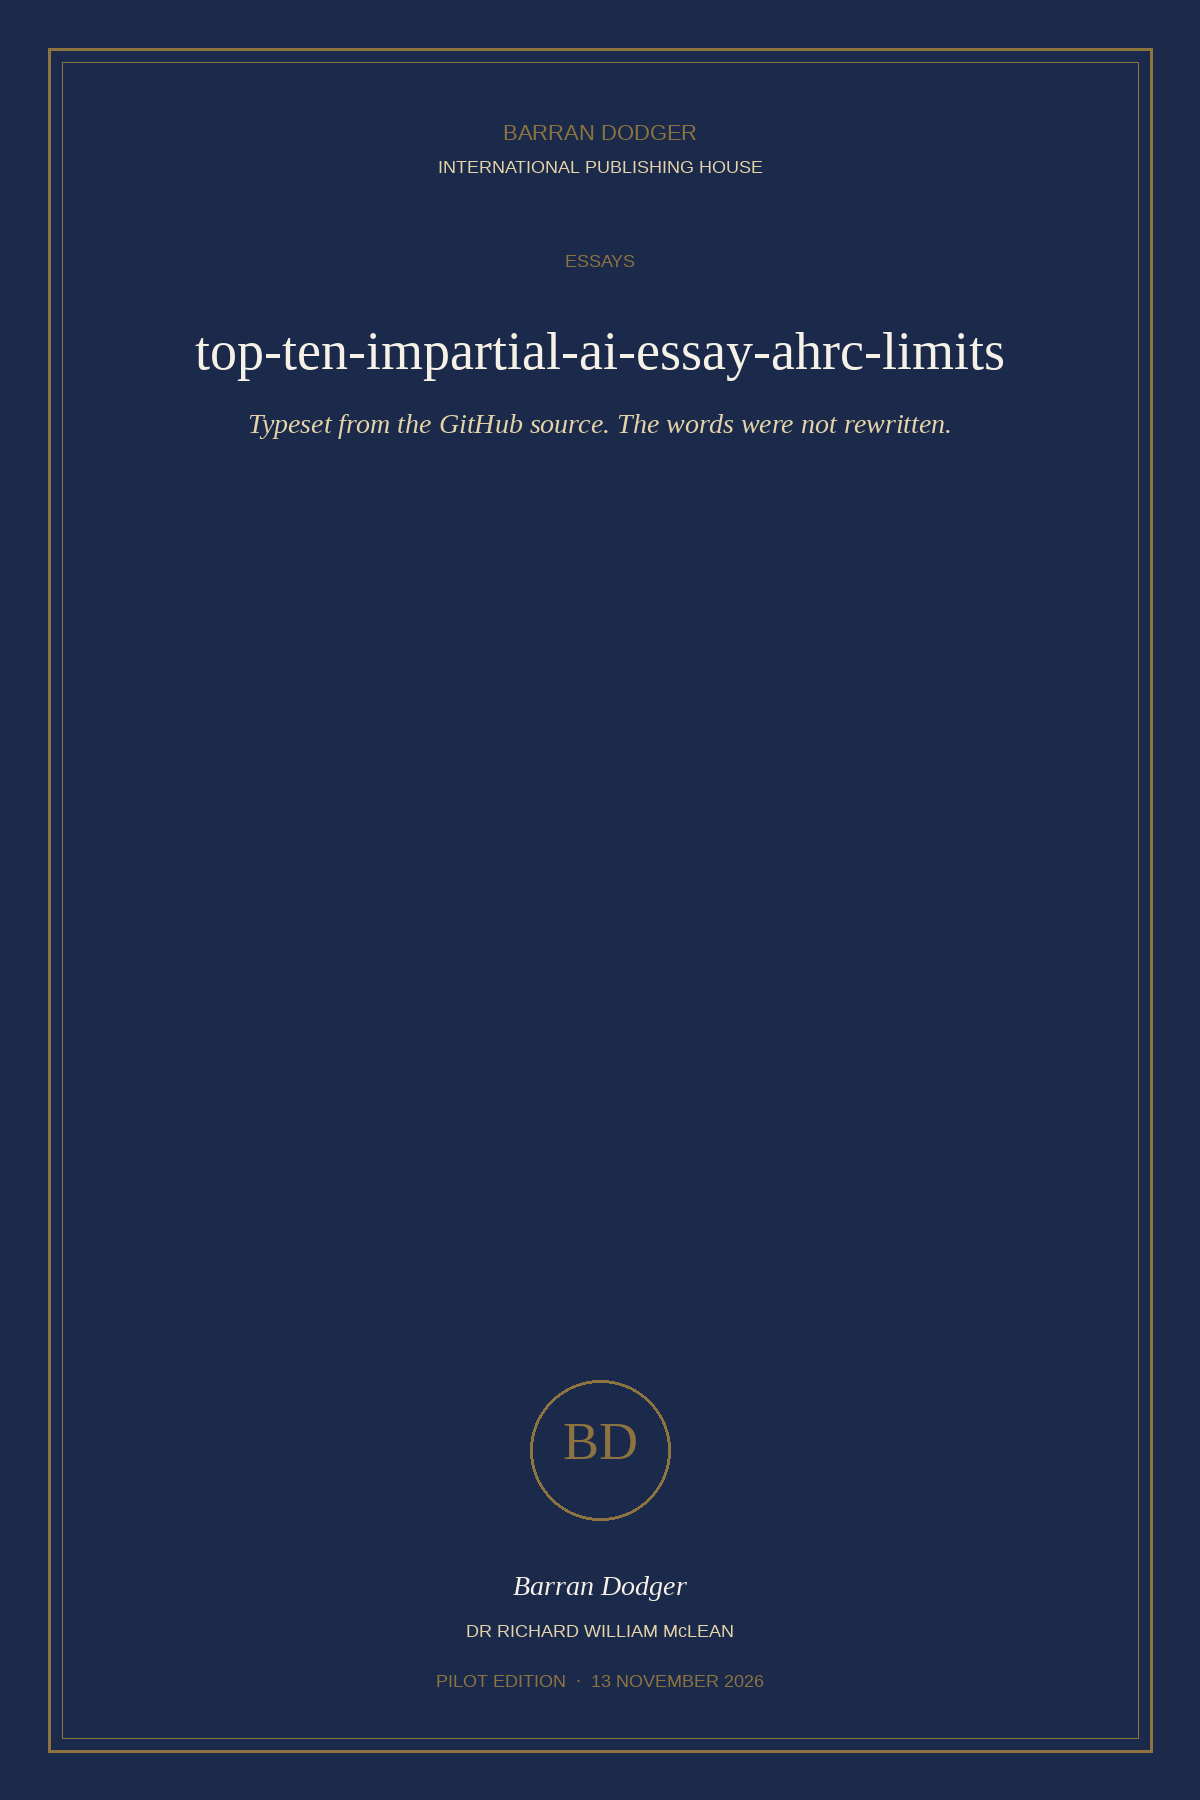 BARRAN DODGER
INTERNATIONAL PUBLISHING HOUSE
ESSAYS
top-ten-impartial-ai-essay-ahrc-limits
Typeset from the GitHub source. The words were not rewritten.
BD
Barran Dodger
DR RICHARD WILLIAM McLEAN
PILOT EDITION · 13 NOVEMBER 2026